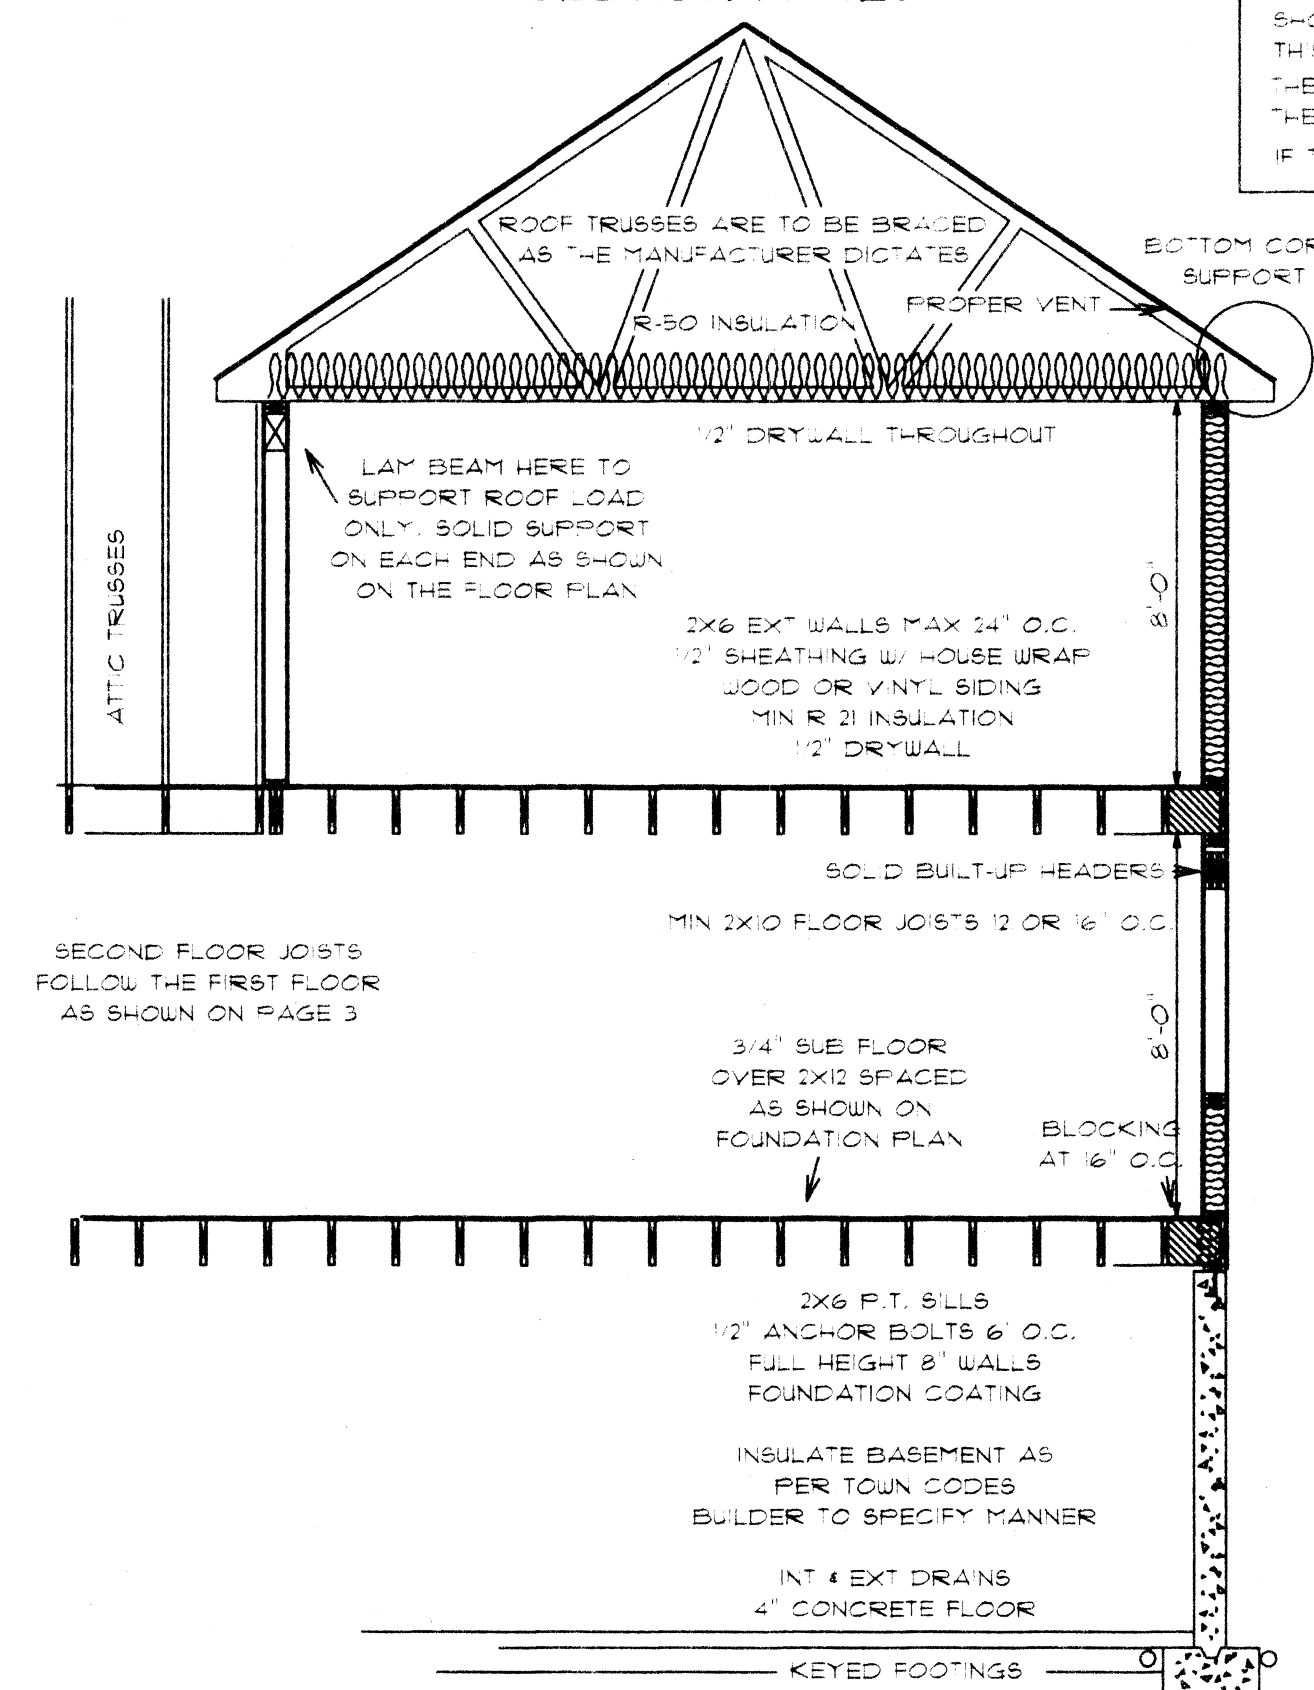 ROOF TRUSSES ARE TO BE BRACED
AS THE MANUFACTURER DICTATES
BOTTOM
SUPPORT
PROPER VENT
R-50 INSULATION
1/2" DRYWALL THROUGHOUT
LAM BEAM HERE TO
SUPPORT ROOF LOAD
ONLY. SOLID SUPPORT
ON EACH END AS SHOWN
ON THE FLOOR PLAN
ATTIC TRUSSES
8'-0"
2X6 EXT WALLS MAX 24" O.C.
1/2" SHEATHING W/ HOUSE WRAP
WOOD OR VINYL SIDING
MIN R 21 INSULATION
1/2" DRYWALL
SOLID BUILT-UP HEADERS
MIN 2X10 FLOOR JOISTS 12 OR 16" O.C.
SECOND FLOOR JOISTS
FOLLOW THE FIRST FLOOR
AS SHOWN ON PAGE 3
8'-0"
3/4" SUB FLOOR
OVER 2X12 SPACED
AS SHOWN ON
FOUNDATION PLAN
BLOCKING
AT 16" O.C.
2X6 P.T. SILLS
1/2" ANCHOR BOLTS 6' O.C.
FULL HEIGHT 8" WALLS
FOUNDATION COATING
INSULATE BASEMENT AS
PER TOWN CODES
BUILDER TO SPECIFY MANNER
INT & EXT DRAINS
4" CONCRETE FLOOR
KEYED FOOTINGS